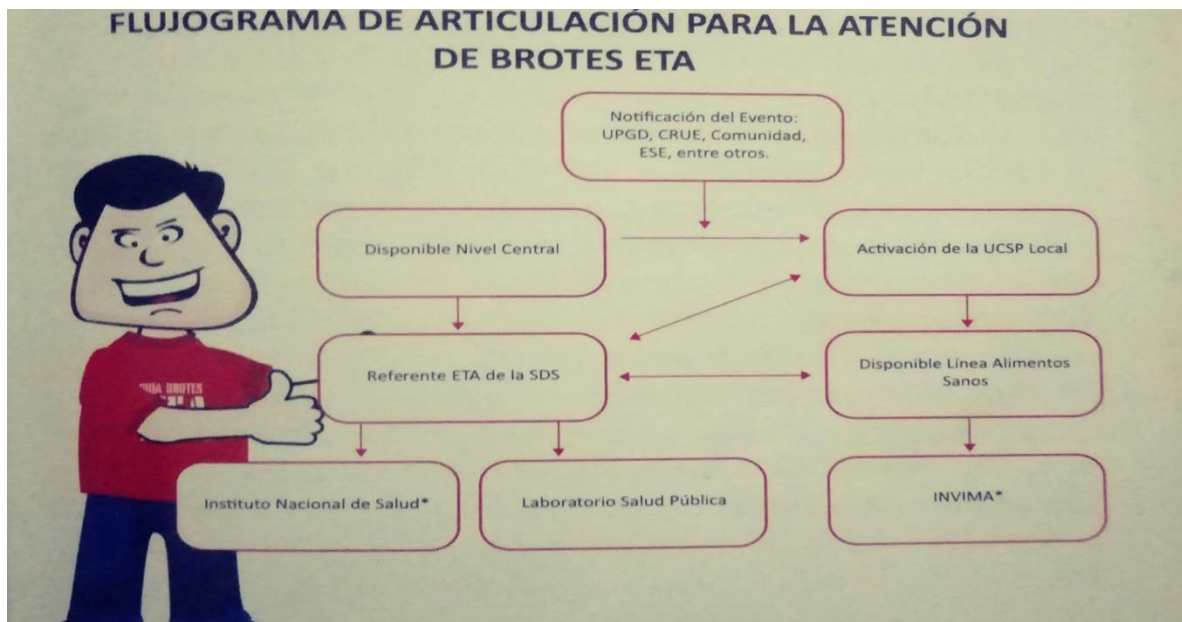 FLUJOGRAMA DE ARTICULACIÓN PARA LA ATENCIÓN
DE BROTES ETA
Notificación del Evento:
UPGD, CRUE, Comunidad,
ESE, entre otros.
Disponible Nivel Central
Activación de la UCSP Local
Referente ETA de la SDS
Disponible Línea Alimentos
Sanos
BROTES
Instituto Nacional de Salud*
Laboratorio Salud Pública
INVIMA*